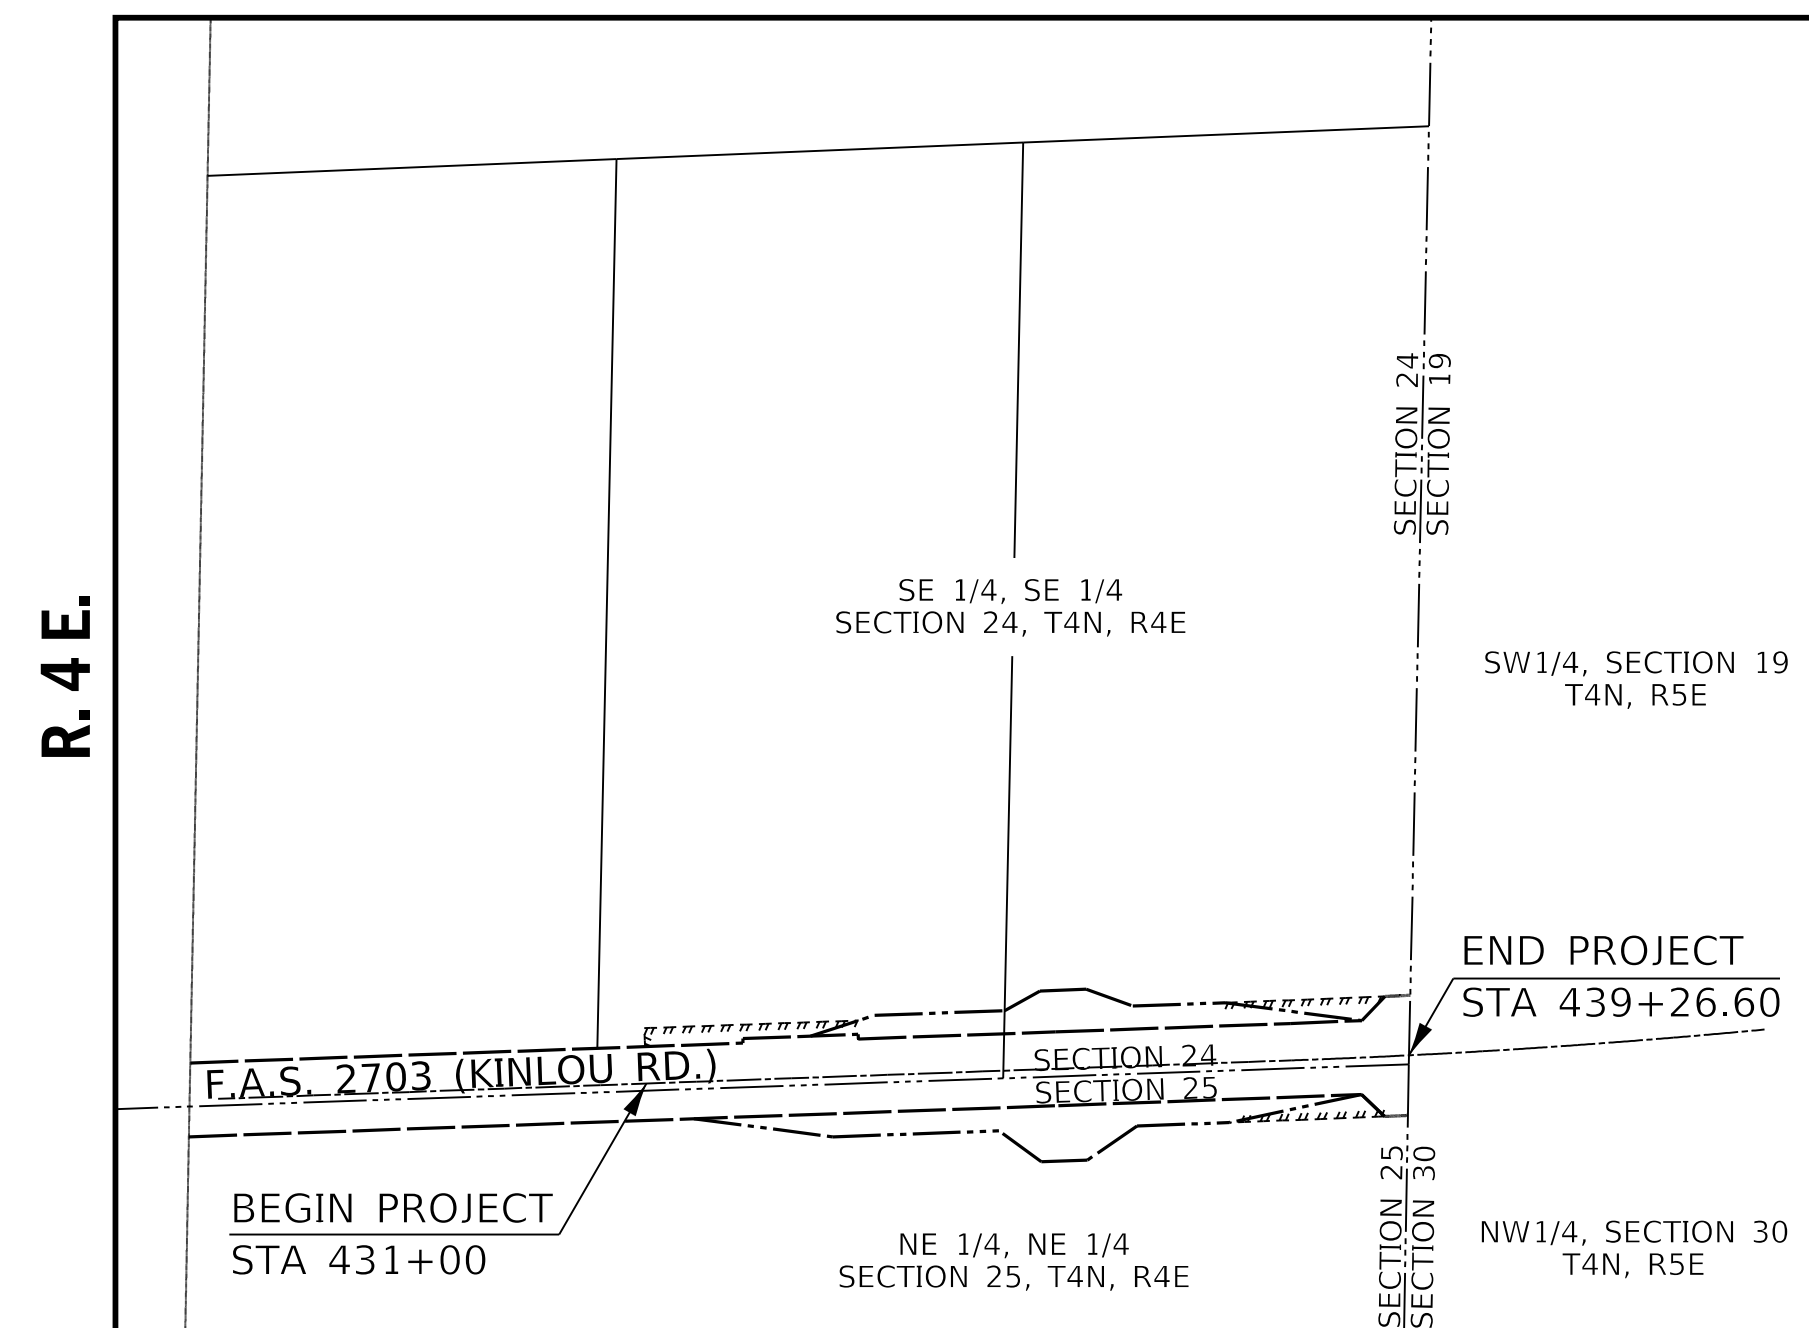 R. 4 E.
SECTION 24
SECTION 19
SE 1/4, SE 1/4
SECTION 24, T4N, R4E
SW1/4, SECTION 19
T4N, R5E
END PROJECT
STA 439+26.60
F.A.S. 2703 (KINLOU RD.)
SECTION 24
SECTION 25
BEGIN PROJECT
STA 431+00
NE 1/4, NE 1/4
SECTION 25, T4N, R4E
SECTION 25
SECTION 30
NW1/4, SECTION 30
T4N, R5E